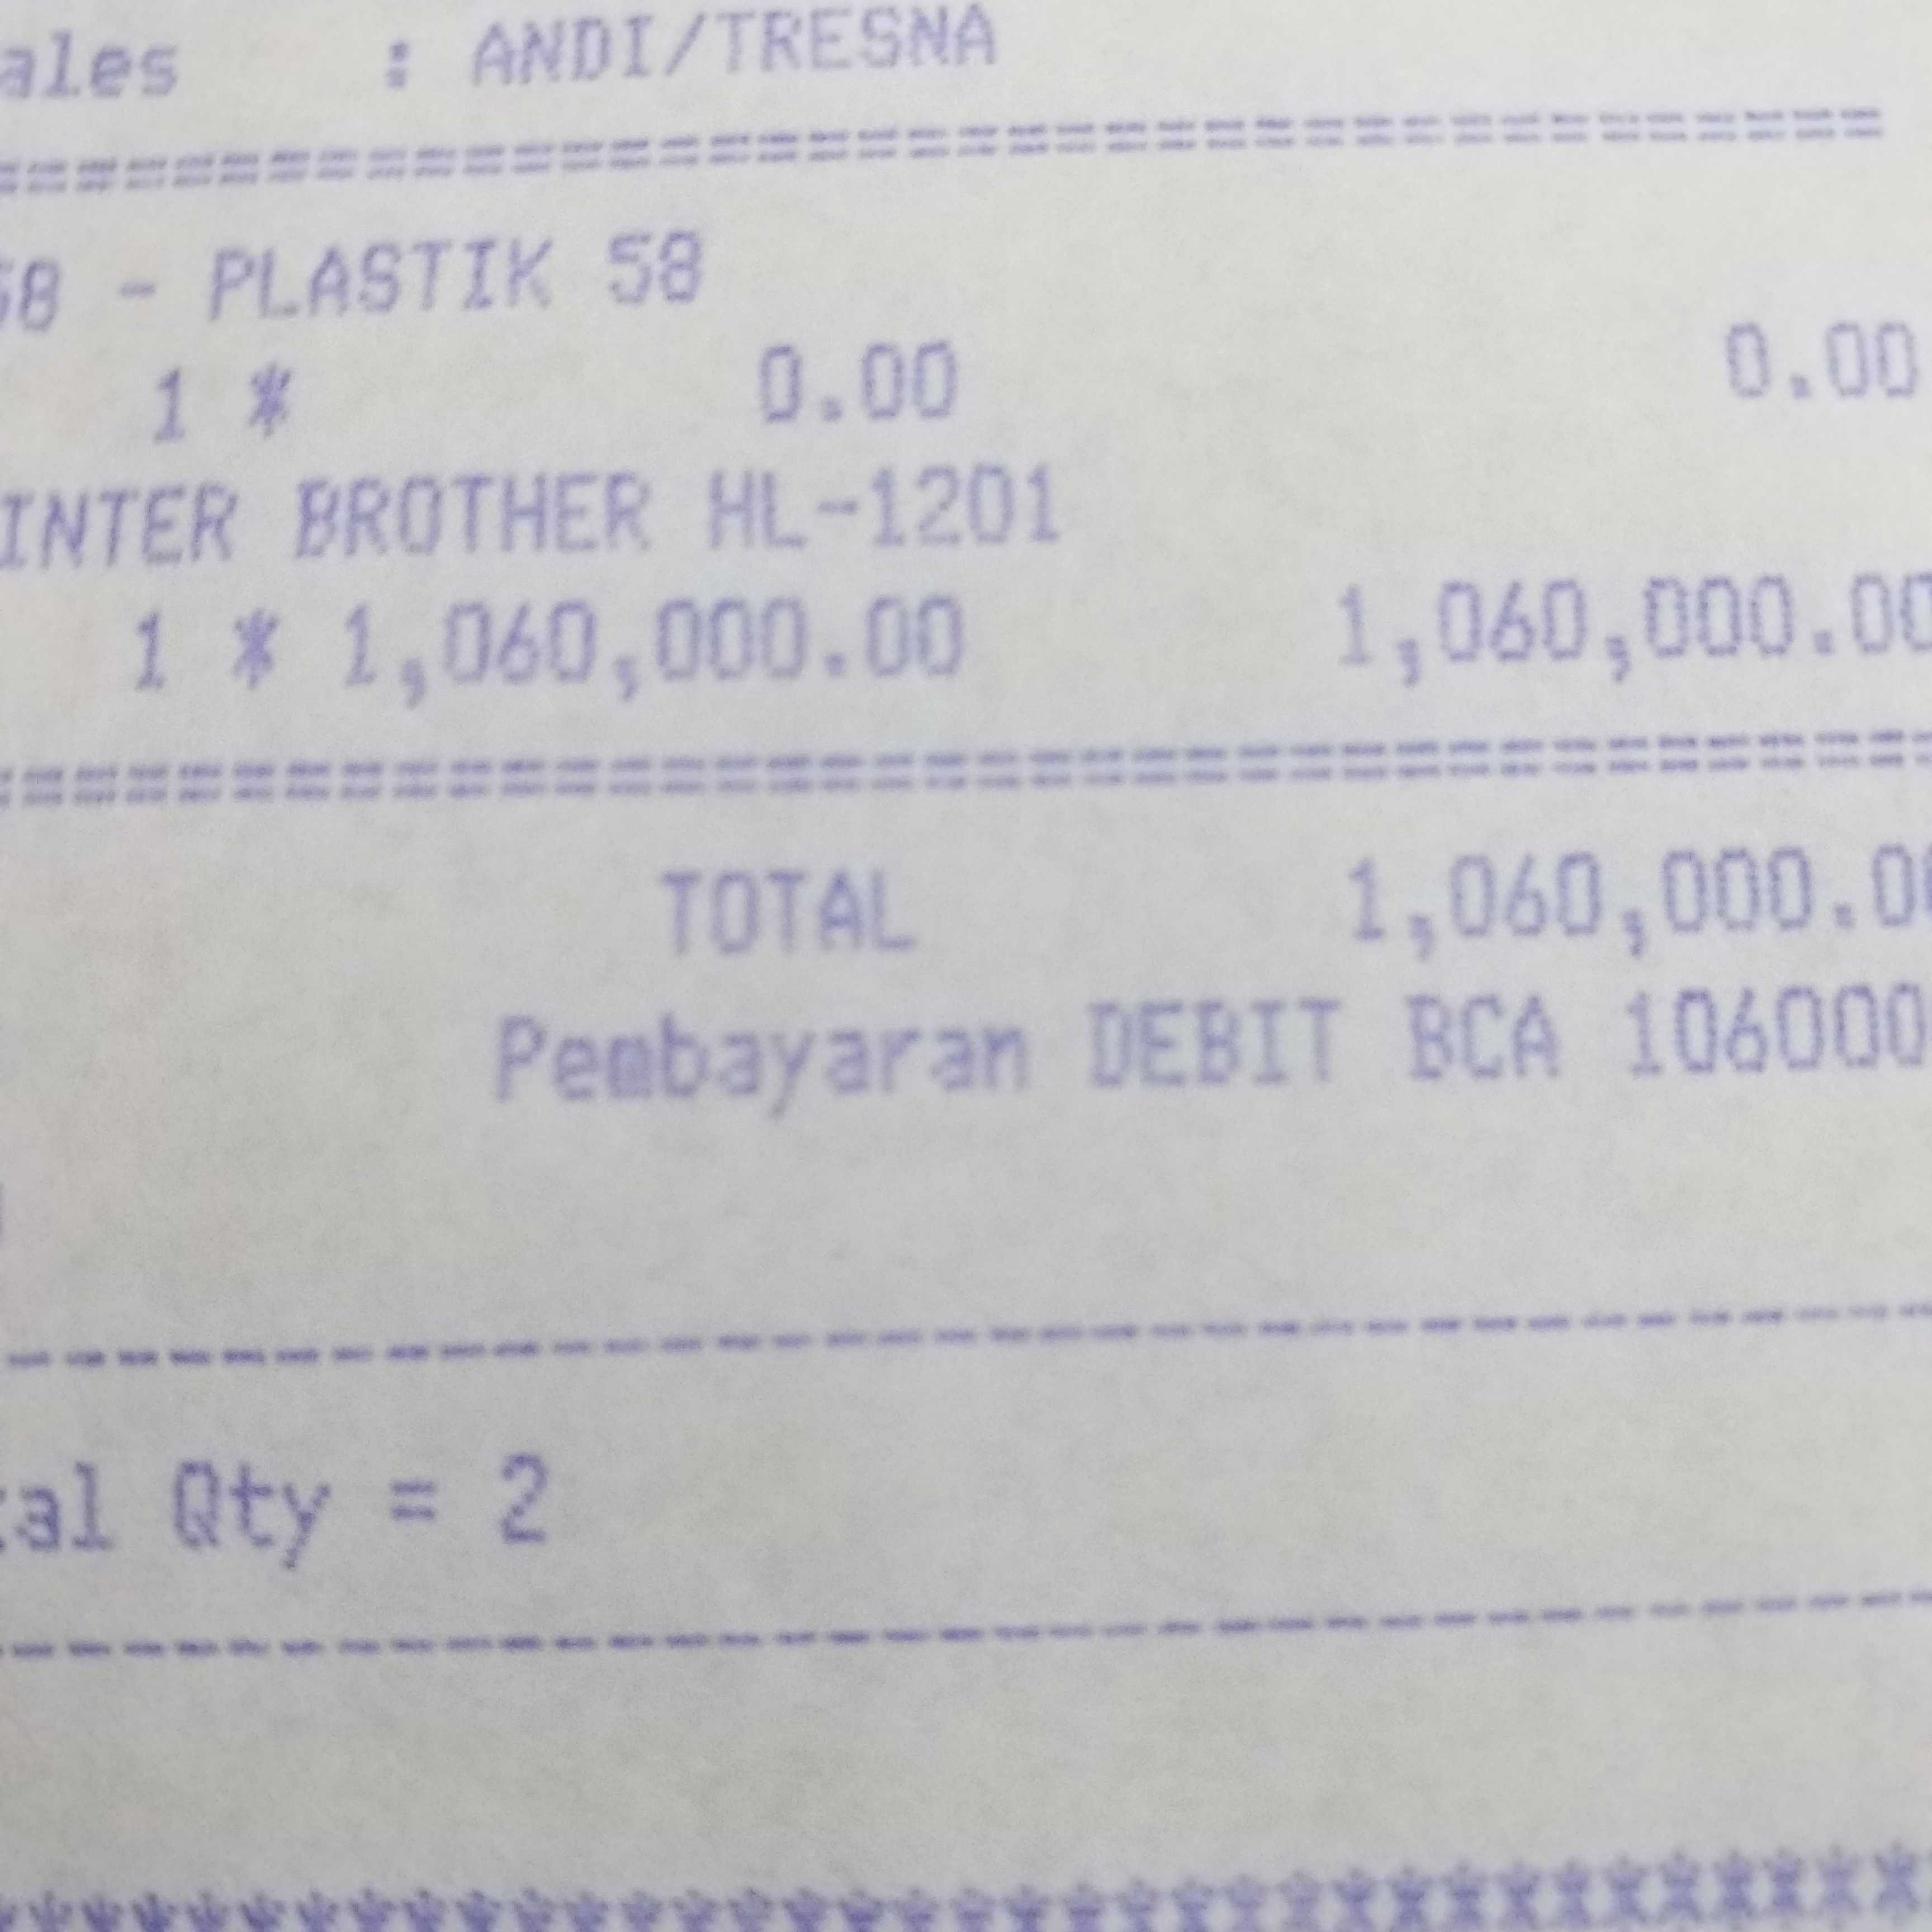 ales : ANDI/TRESNA
58 - PLASTIK 58
1 * 0.00 0.00
INTER BROTHER HL-1201
1 * 1,060,000.00 1,060,000.00
TOTAL 1,060,000.00
Pembayaran DEBIT BCA 106000
tal Qty = 2